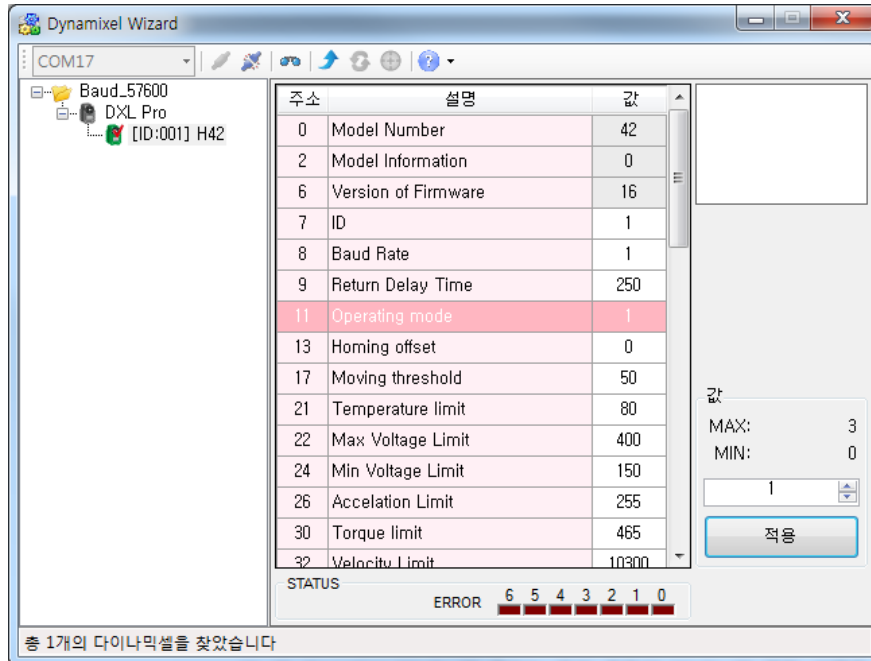 Dynamixel Wizard
COM17
Baud_57600
DXL Pro
[ID:001] H42
주소 설명 값
0 Model Number 42
2 Model Information 0
6 Version of Firmware 16
7 ID 1
8 Baud Rate 1
9 Return Delay Time 250
11 Operating mode 1
13 Homing offset 0
17 Moving threshold 50
21 Temperature limit 80
22 Max Voltage Limit 400
24 Min Voltage Limit 150
26 Accelation Limit 255
30 Torque limit 465
32 Velocity Limit 10300
값
MAX: 3
MIN: 0
1
적용
STATUS
ERROR 6 5 4 3 2 1 0
총 1개의 다이나믹셀을 찾았습니다